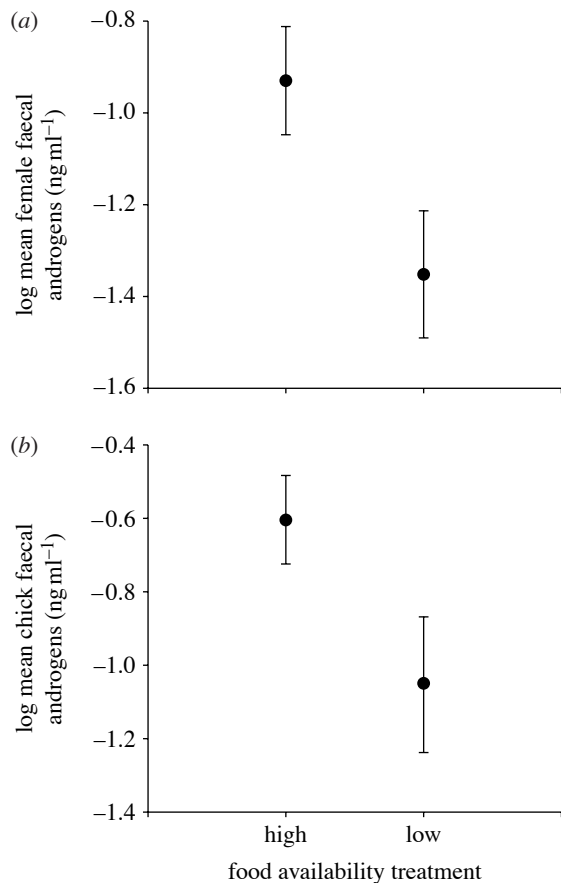 (a)
log mean female faecal
androgens (ng ml⁻¹)
–0.8
–1.0
–1.2
–1.4
–1.6
(b)
log mean chick faecal
androgens (ng ml⁻¹)
–0.4
–0.6
–0.8
–1.0
–1.2
–1.4
high low
food availability treatment